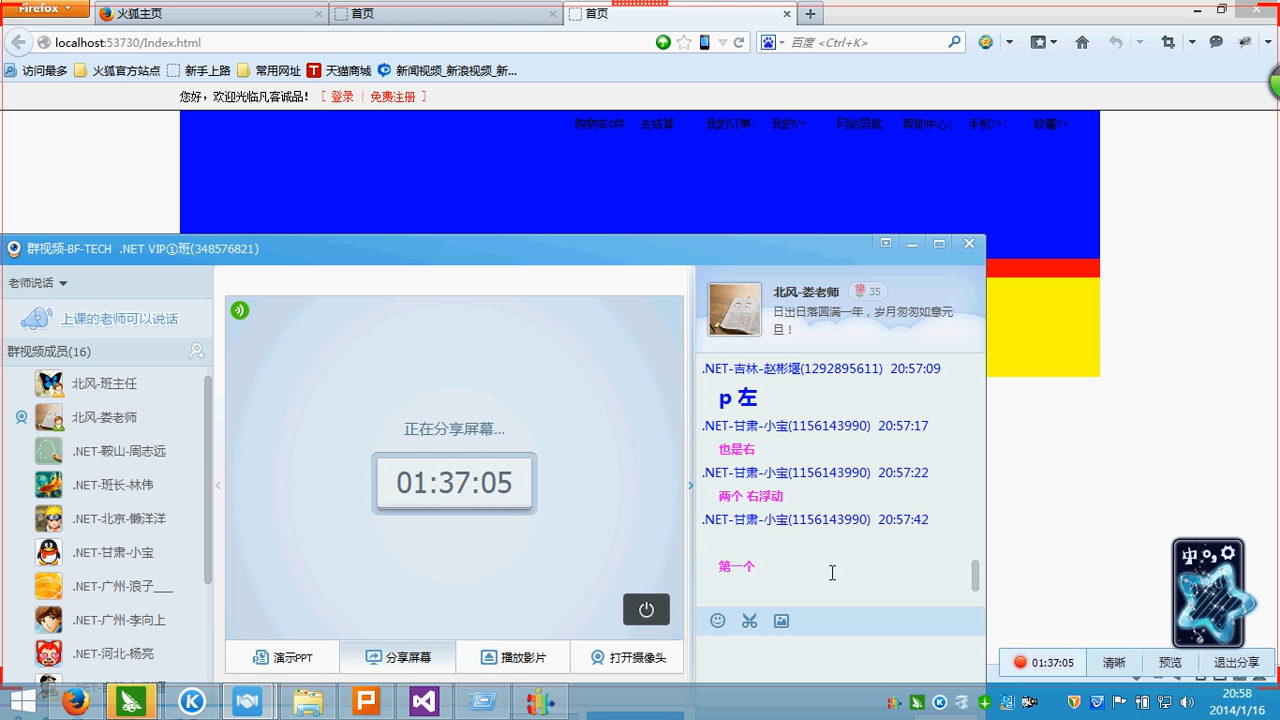 Firefox
火狐主页
首页
首页
localhost:53730/Index.html
百度 <Ctrl+K>
访问最多
火狐官方站点
新手上路
常用网址
天猫商城
新闻视频_新浪视频_新...
您好，欢迎光临凡客诚品! [ 登录 | 免费注册 ]
购物车0件
去结算
我的订单
我的V+
网站导航
帮助中心
手机V+
收藏V+
群视频-BF-TECH .NET VIP①班(348576821)
老师说话
上课的老师可以说话
群视频成员(16)
北风-班主任
北风-娄老师
.NET-鞍山-周志远
.NET-班长-林伟
.NET-北京-懒洋洋
.NET-甘肃-小宝
.NET-广州-浪子___
.NET-广州-李向上
.NET-河北-杨亮
正在分享屏幕...
01:37:05
演示PPT
分享屏幕
播放影片
打开摄像头
北风-娄老师
35
日出日落圆满一年，岁月匆匆如意元
旦！
.NET-吉林-赵彬堰(1292895611) 20:57:09
p 左
.NET-甘肃-小宝(1156143990) 20:57:17
也是右
.NET-甘肃-小宝(1156143990) 20:57:22
两个 右浮动
.NET-甘肃-小宝(1156143990) 20:57:42
第一个
中
01:37:05
清晰
预览
退出分享
20:58
2014/1/16